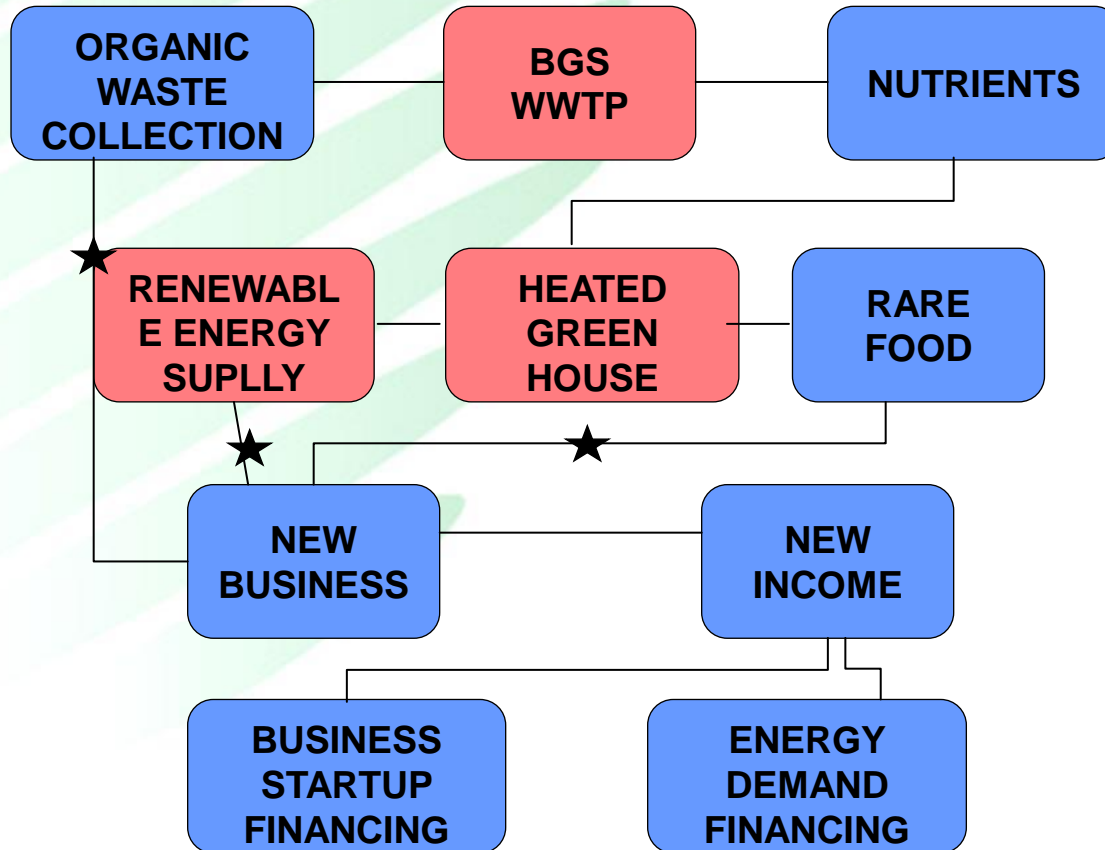 ORGANIC
WASTE
COLLECTION
BGS
WWTP
NUTRIENTS
RENEWABL
E ENERGY
SUPLLY
HEATED
GREEN
HOUSE
RARE
FOOD
NEW
BUSINESS
NEW
INCOME
BUSINESS
STARTUP
FINANCING
ENERGY
DEMAND
FINANCING